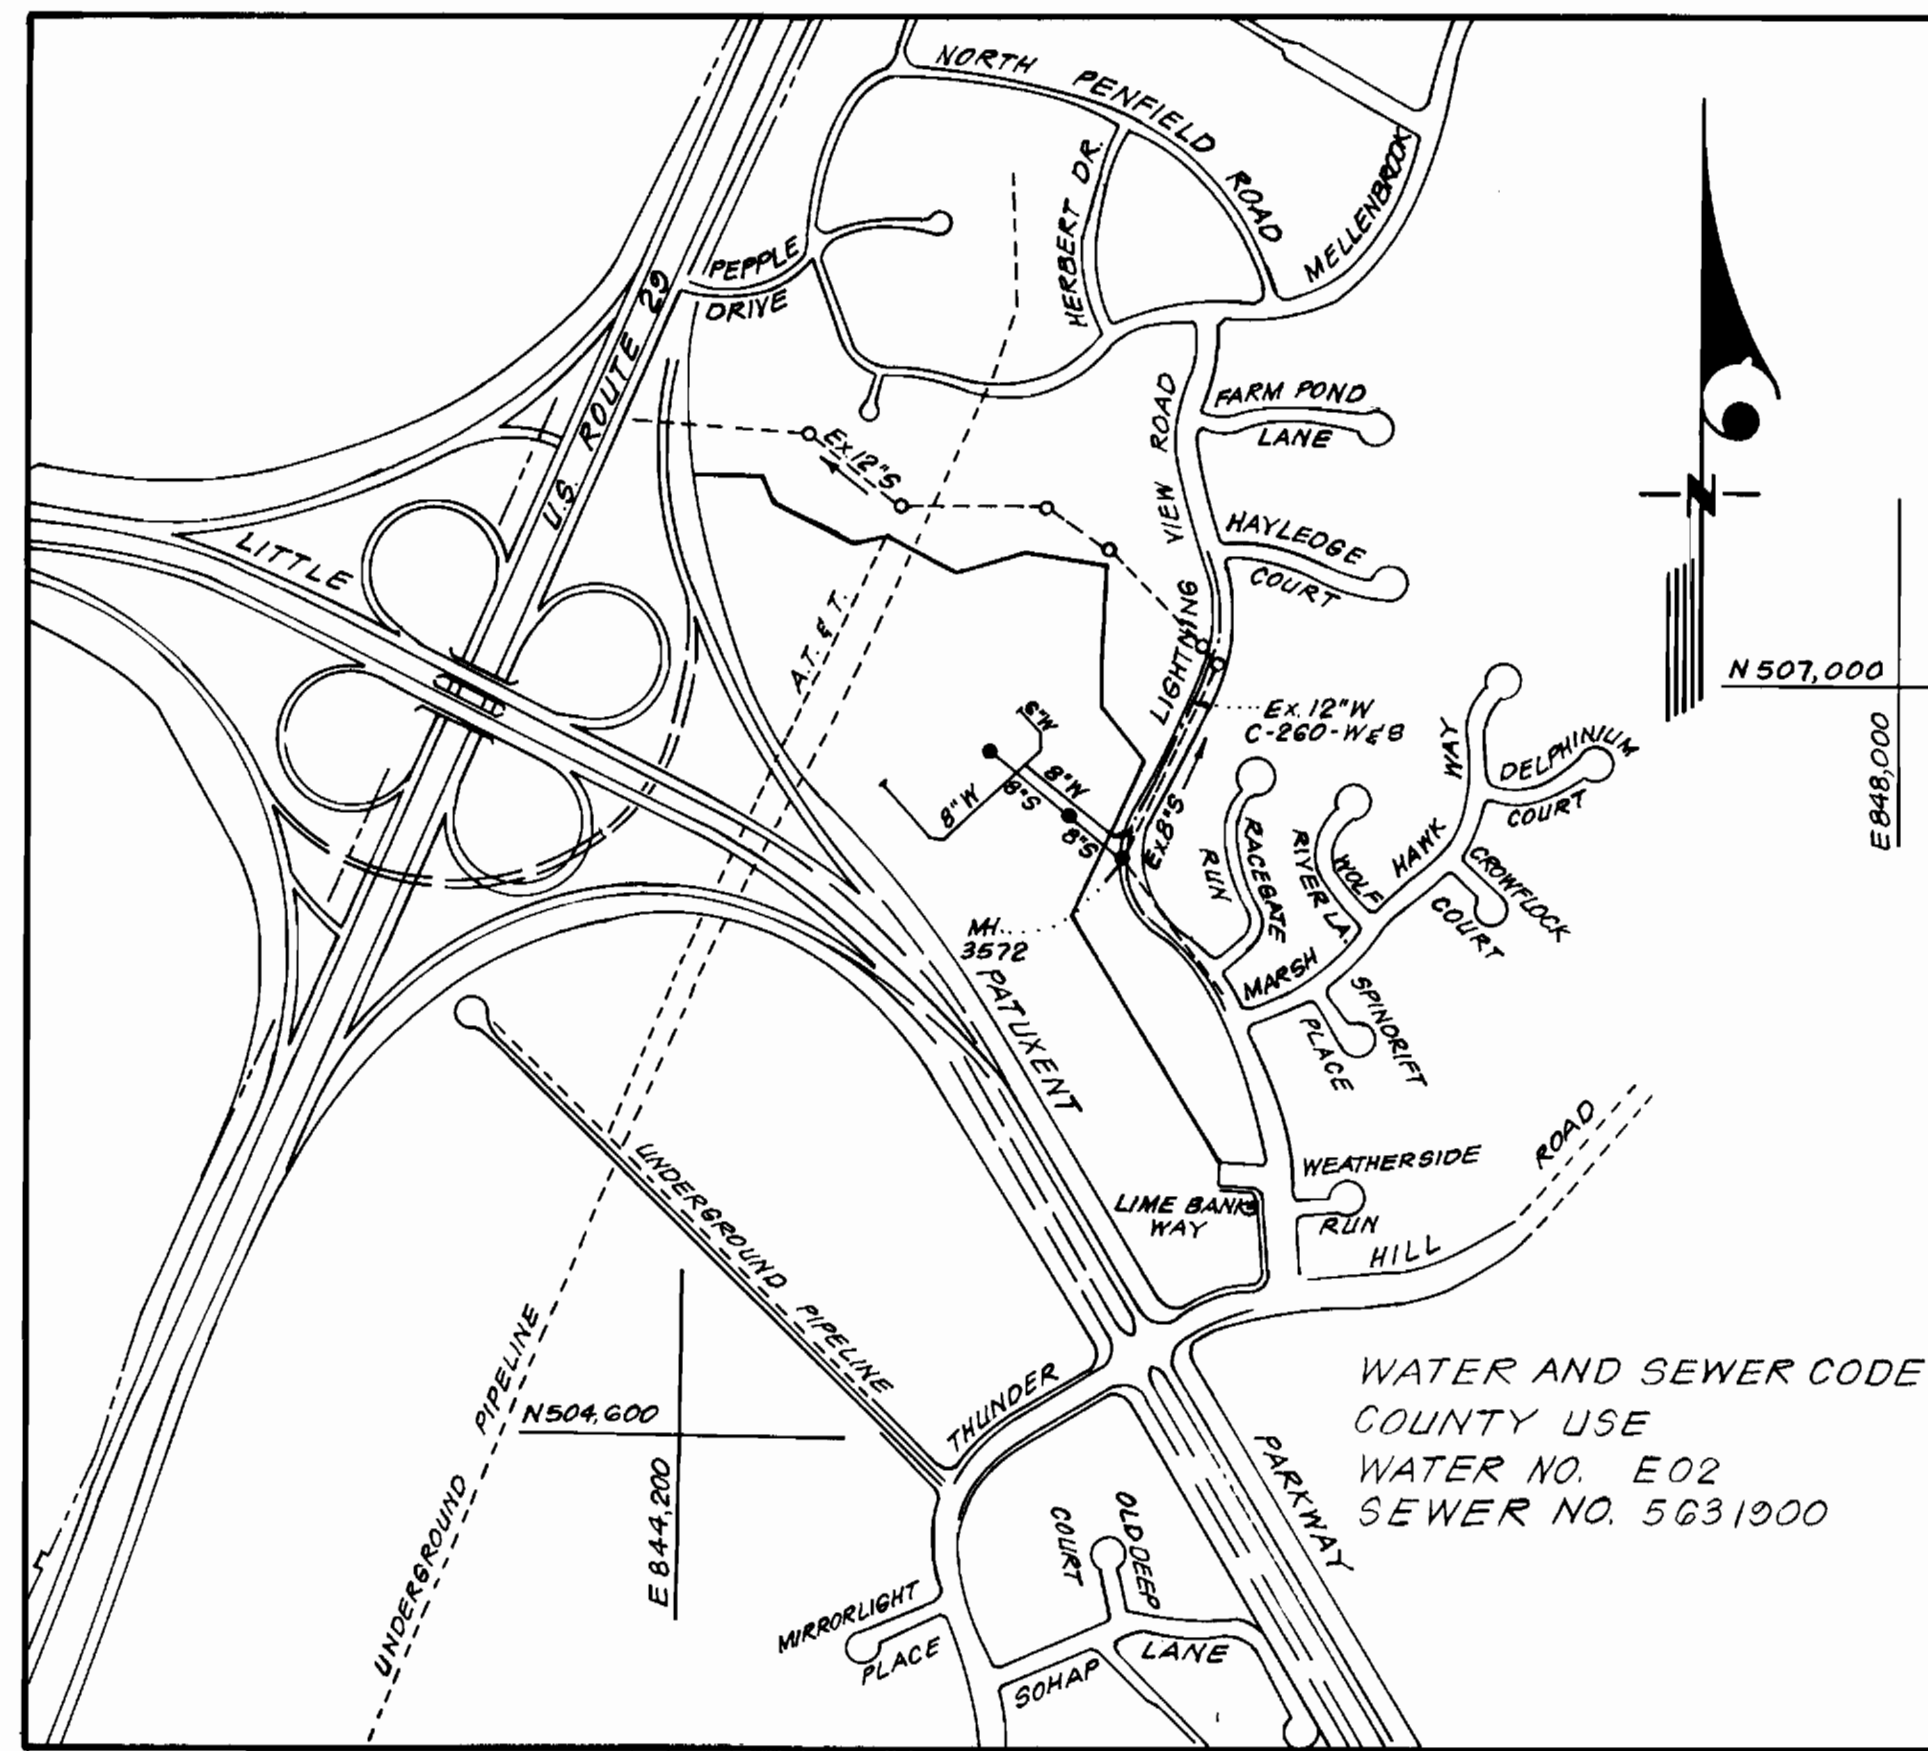 NORTH PENFIELD ROAD
HERBERT DR.
MELLENBROOK
PEPPLE
DRIVE
U.S. ROUTE 29
FARM POND
LANE
LIGHTNING VIEW ROAD
Ex.12"S
HAYLEDGE
COURT
LITTLE PATUXENT PARKWAY
A.T. & T.
N
N 507,000
E 848,000
Ex. 12"W
C-260-W&S
8"W
8"W
8"S
8"S
Ex.8"S
MH.
3572
RACEGATE
RUN
RIVER LA.
WOLF
HAWK WAY
DELPHINIUM
COURT
CROWFLOCK
COURT
MARSH
SPINDRIFT
PLACE
WEATHERSIDE
RUN
LIME BANKS
WAY
THUNDER HILL ROAD
UNDERGROUND PIPELINE
UNDERGROUND PIPELINE
N504,600
E 844,200
OLD DEEP
COURT
MIRRORLIGHT
PLACE
SOHAP LANE
WATER AND SEWER CODE
COUNTY USE
WATER NO. E02
SEWER NO. 5631900